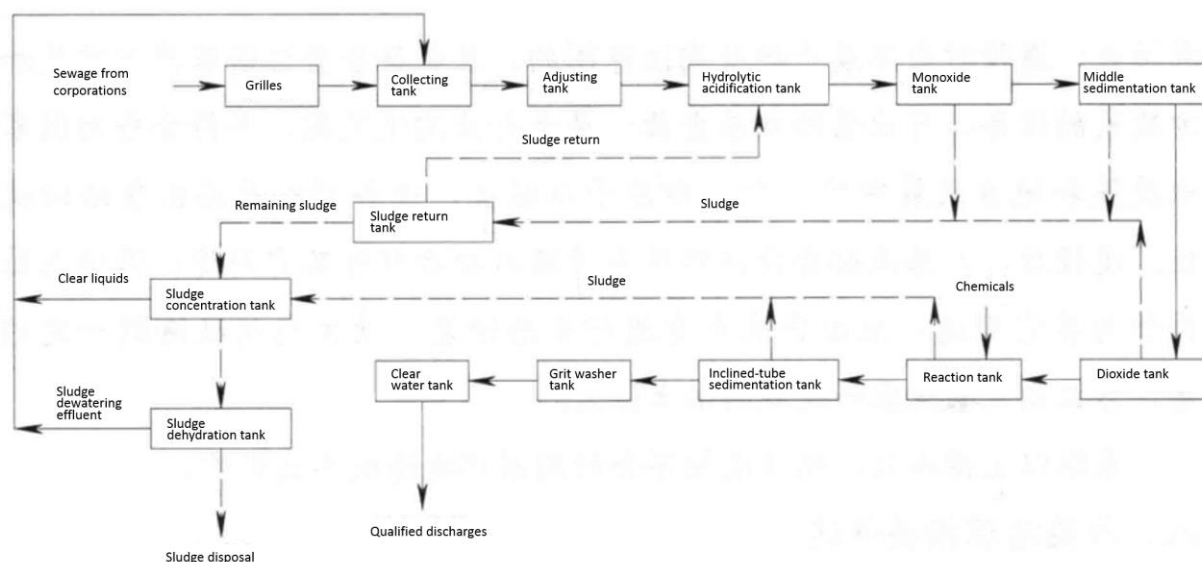 Sewage from
corporations
Grilles
Collecting
tank
Adjusting
tank
Hydrolytic
acidification tank
Monoxide
tank
Middle
sedimentation tank
Sludge return
Remaining sludge
Sludge return
tank
Sludge
Clear liquids
Sludge
concentration tank
Sludge
Chemicals
Clear
water tank
Grit washer
tank
Inclined-tube
sedimentation tank
Reaction tank
Dioxide tank
Sludge
dewatering
effluent
Sludge
dehydration tank
Qualified discharges
Sludge disposal